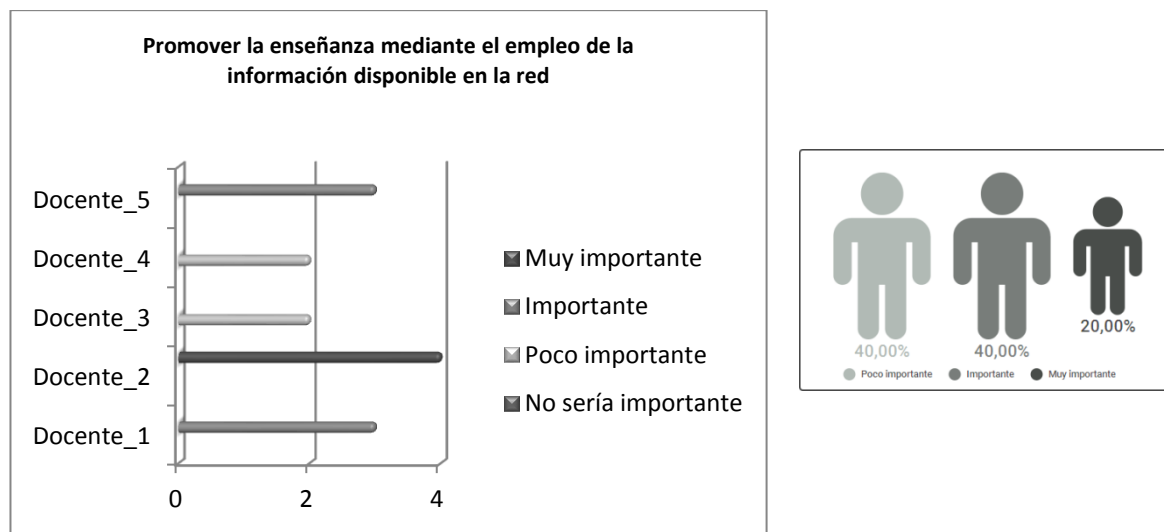 Promover la enseñanza mediante el empleo de la
información disponible en la red
Docente_5
Docente_4
Docente_3
Docente_2
Docente_1
0 2 4
Muy importante
Importante
Poco importante
No sería importante
40,00% 40,00% 20,00%
Poco importante Importante Muy importante